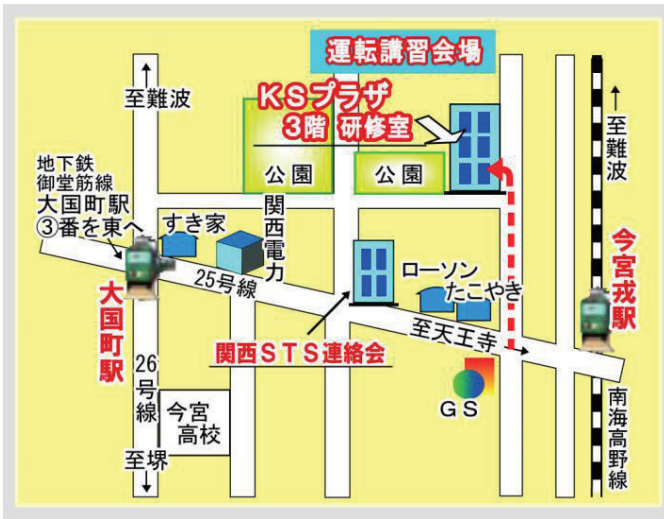 運転講習会場
KSプラザ
3階 研修室
至難波
至難波
公園
公園
地下鉄
御堂筋線
大国町駅
③番を東へ
すき家
関西電力
25号線
ローソン
たこやき
今宮戎駅
大国町駅
関西STS連絡会
至天王寺
26号線
今宮
高校
GS
南海高野線
至堺